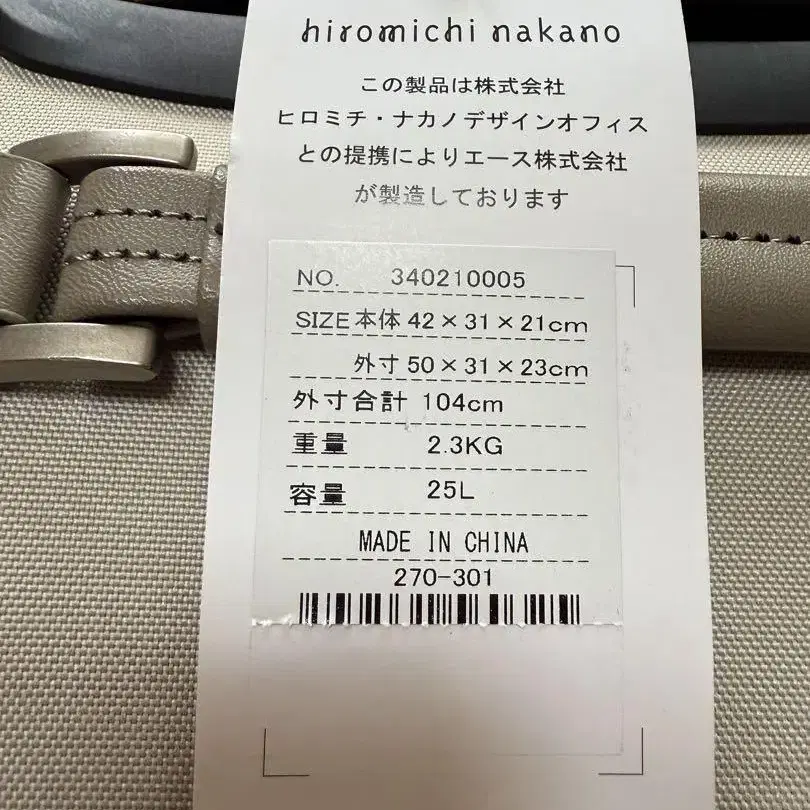 hiromichi nakano
この製品は株式会社
ヒロミチ・ナカノデザインオフィス
との提携によりエース株式会社
が製造しております
NO. 340210005
SIZE本体 42×31×21cm
外寸 50×31×23cm
外寸合計 104cm
重量 2.3KG
容量 25L
MADE IN CHINA
270-301